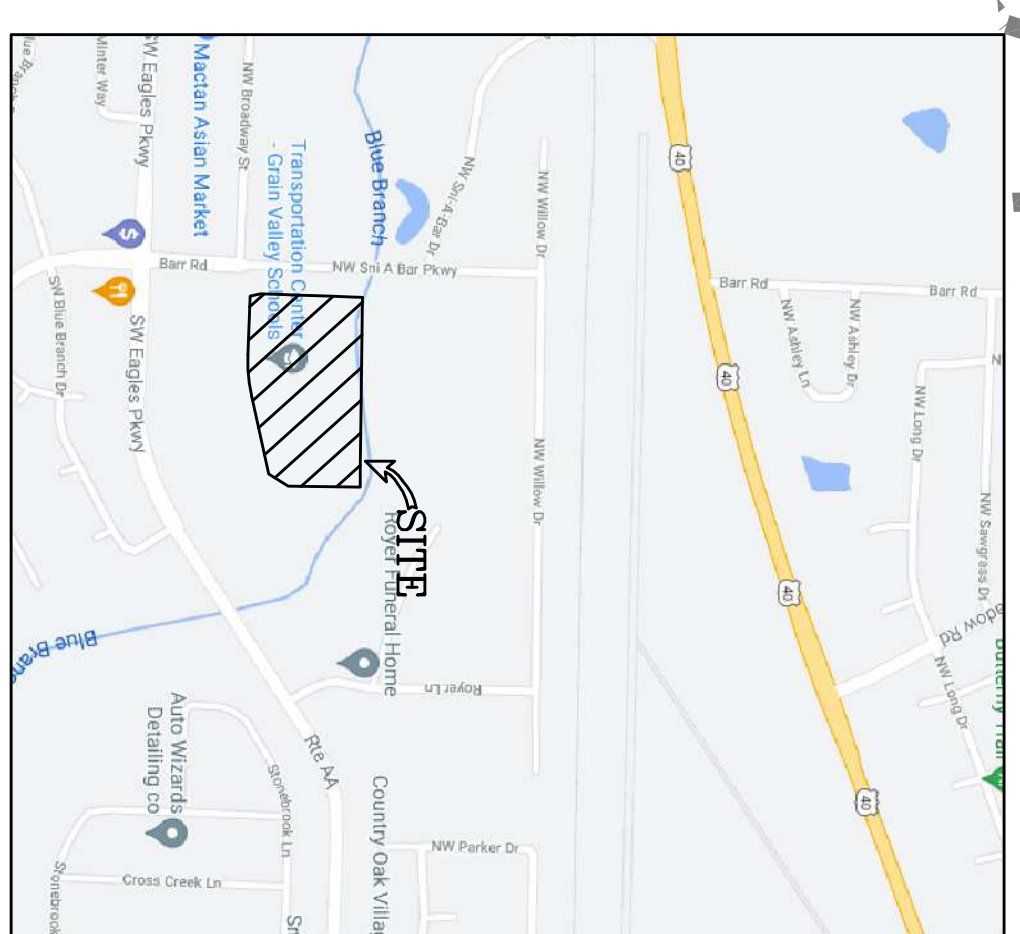 Minter Way
SW Eagles Pkwy
Mactan Asian Market
NW Broadway St
Transportation Center
- Grain Valley Schools
Blue Branch
NW Sni-A-Bar Dr
NW Willow Dr
40
Barr Rd
NW Sni A Bar Pkwy
$
SW Blue Branch Dr
SW Eagles Pkwy
Barr Rd
Barr Rd
NW Ashley Ln
NW Ashley Dr
N
40
NW Long Dr
NW Willow Dr
NW Sawgrass Dr
SITE
Royer Funeral Home
40
adow Rd
NW Long Dr
Royer Ln
Auto Wizards
Detailing co
Rte AA
Stonebrook Ln
Country Oak Villag
40
NW Parker Dr
Cross Creek Ln
Stonebrook